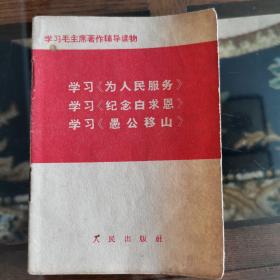 学习毛主席著作辅导读物
学习《为人民服务》
学习《纪念白求恩》
学习《愚公移山》
人民出版社